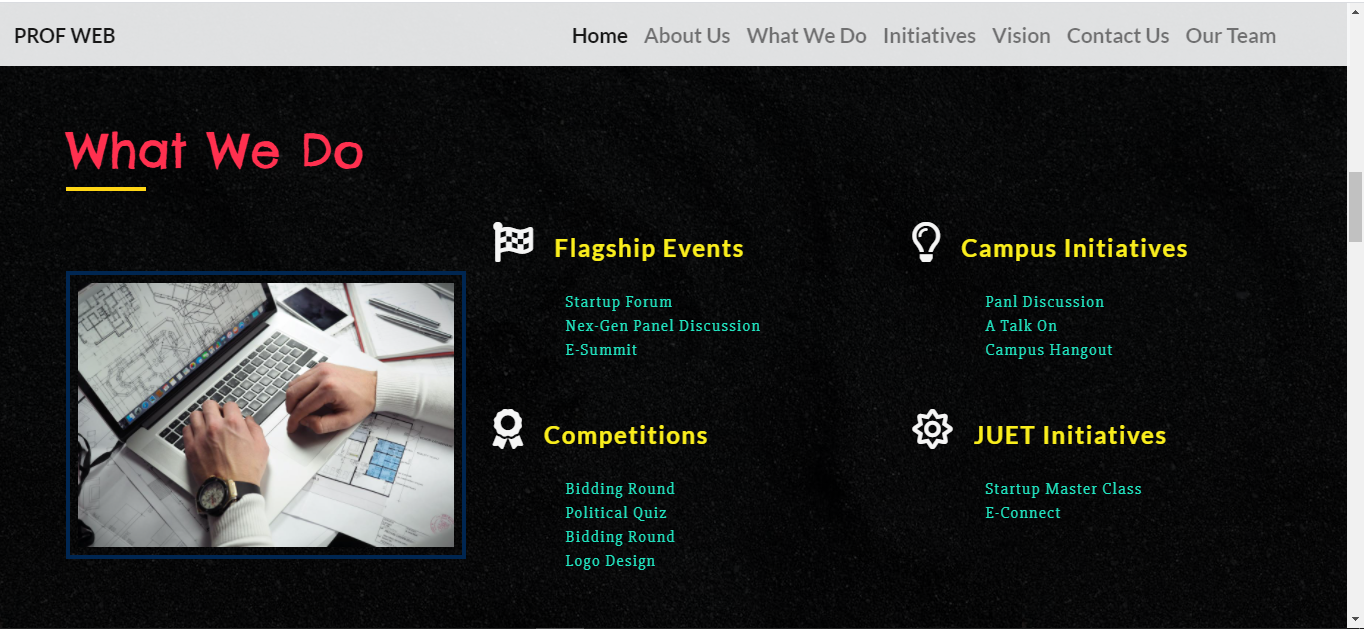 PROF WEB
Home About Us What We Do Initiatives Vision Contact Us Our Team
What We Do
Flagship Events
Startup Forum
Nex-Gen Panel Discussion
E-Summit
Campus Initiatives
Panl Discussion
A Talk On
Campus Hangout
Competitions
Bidding Round
Political Quiz
Bidding Round
Logo Design
JUET Initiatives
Startup Master Class
E-Connect